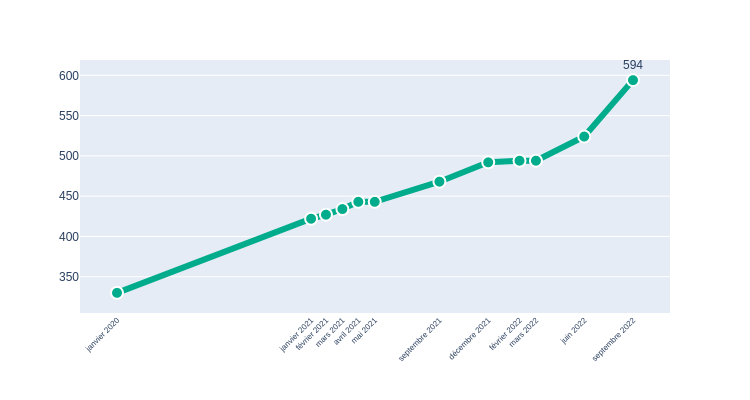 594
600
550
500
450
400
350
janvier 2020
janvier 2021
février 2021
mars 2021
avril 2021
mai 2021
septembre 2021
décembre 2021
février 2022
mars 2022
juin 2022
septembre 2022